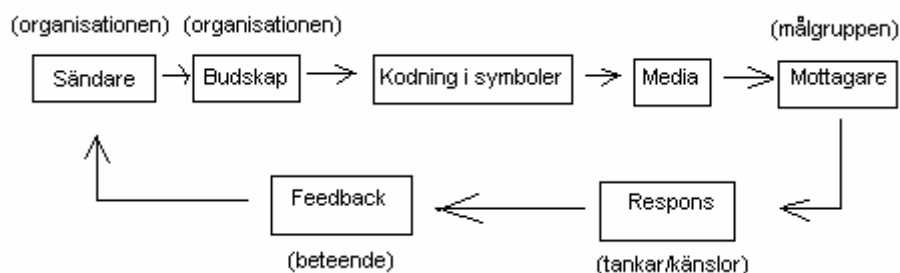 (organisationen) (organisationen) (målgruppen)
Sändare Budskap Kodning i symboler Media Mottagare
Feedback Respons
(beteende) (tankar/känslor)